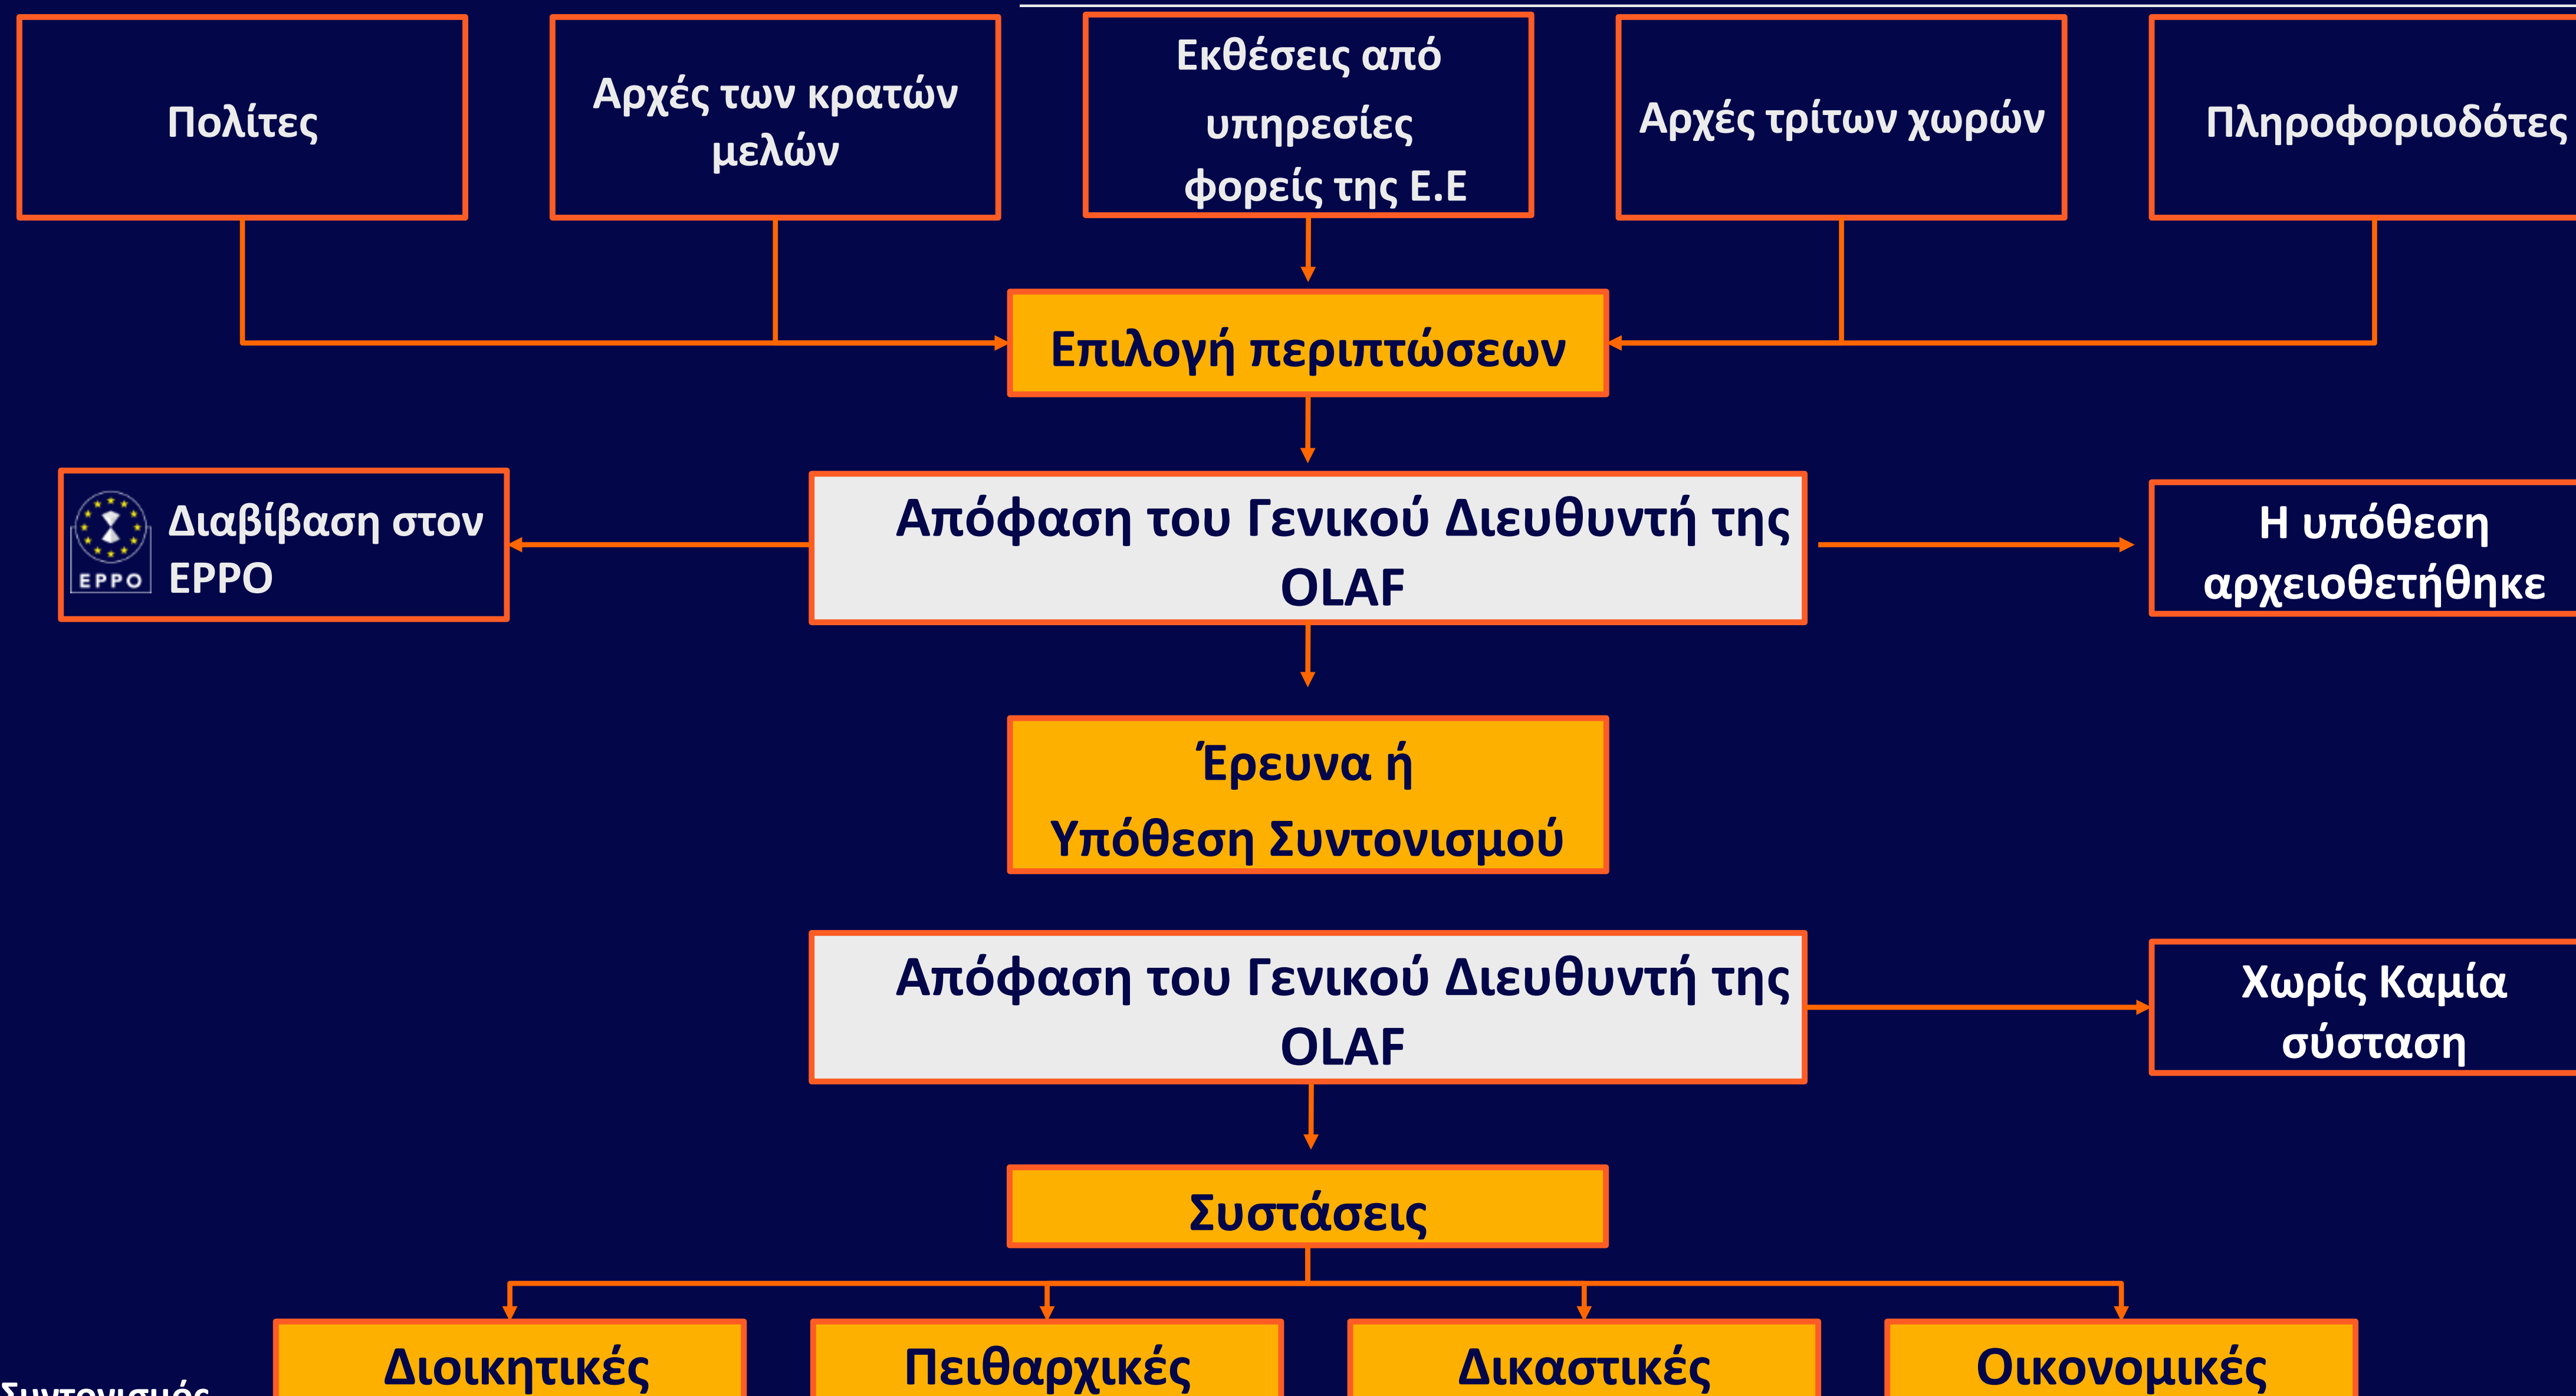 Πολίτες
Αρχές των κρατών
μελών
Εκθέσεις από
υπηρεσίες
φορείς της Ε.Ε
Αρχές τρίτων χωρών
Πληροφοριοδότες
Επιλογή περιπτώσεων
EPPO
Διαβίβαση στον
EPPO
Απόφαση του Γενικού Διευθυντή της
OLAF
Η υπόθεση
αρχειοθετήθηκε
Έρευνα ή
Υπόθεση Συντονισμού
Απόφαση του Γενικού Διευθυντή της
OLAF
Χωρίς Καμία
σύσταση
Συστάσεις
Διοικητικές
Πειθαρχικές
Δικαστικές
Οικονομικές
Συντονισμός